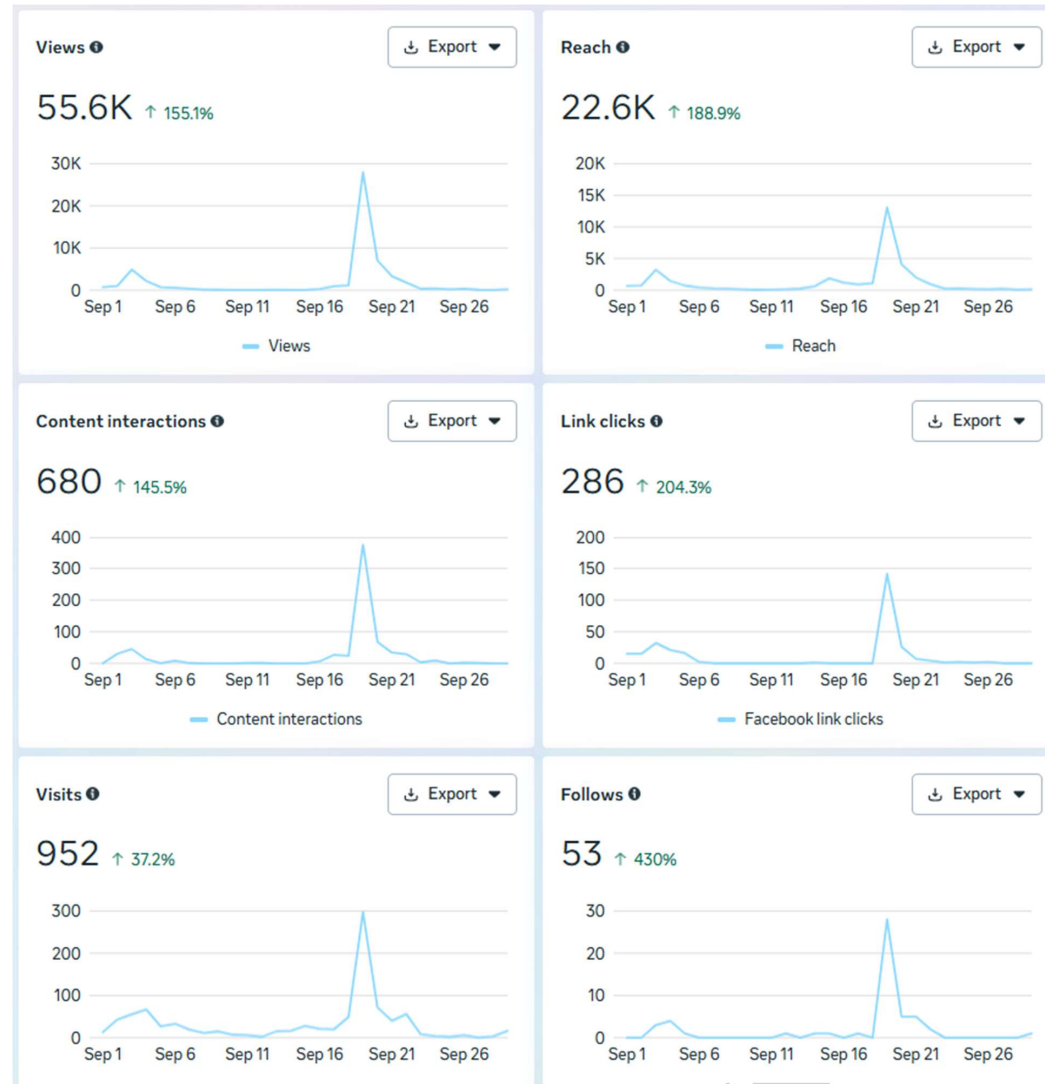 Views
Export
55.6K ↑ 155.1%
30K
20K
10K
0
Sep 1 Sep 6 Sep 11 Sep 16 Sep 21 Sep 26
Views
Reach
Export
22.6K ↑ 188.9%
20K
15K
10K
5K
0
Sep 1 Sep 6 Sep 11 Sep 16 Sep 21 Sep 26
Reach
Content interactions
Export
680 ↑ 145.5%
400
300
200
100
0
Sep 1 Sep 6 Sep 11 Sep 16 Sep 21 Sep 26
Content interactions
Link clicks
Export
286 ↑ 204.3%
200
150
100
50
0
Sep 1 Sep 6 Sep 11 Sep 16 Sep 21 Sep 26
Facebook link clicks
Visits
Export
952 ↑ 37.2%
300
200
100
0
Sep 1 Sep 6 Sep 11 Sep 16 Sep 21 Sep 26
Follows
Export
53 ↑ 430%
30
20
10
0
Sep 1 Sep 6 Sep 11 Sep 16 Sep 21 Sep 26